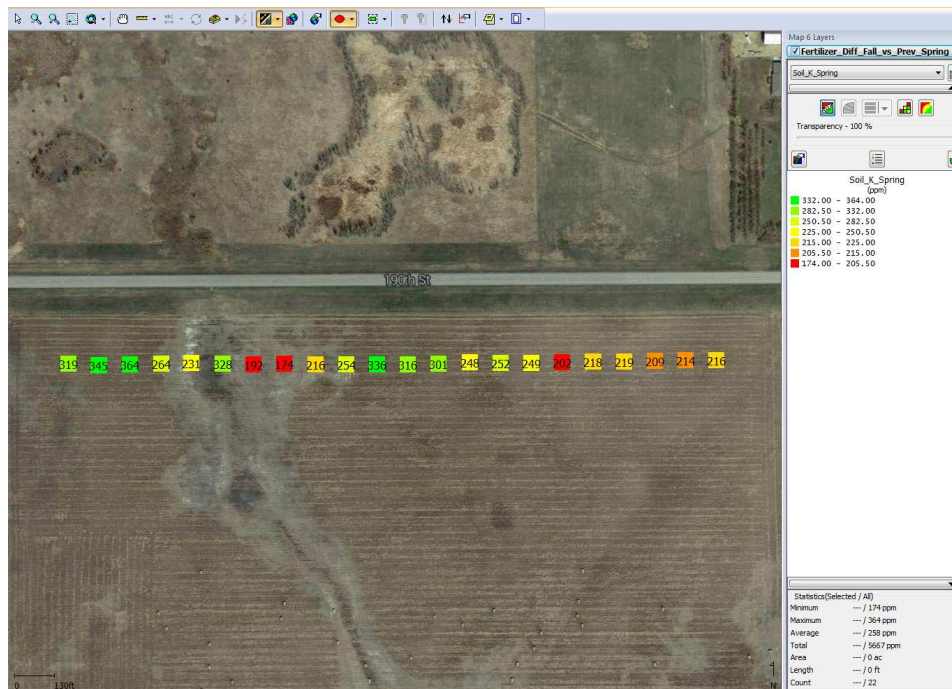 Map 6 Layers
Fertilizer_Diff_Fall_vs_Prev_Spring
Soil_K_Spring
Transparency - 100 %
Soil_K_Spring
(ppm)
332.00 - 364.00
282.50 - 332.00
250.50 - 282.50
225.00 - 250.50
215.00 - 225.00
205.50 - 215.00
174.00 - 205.50
190th St
319 345 364 264 231 328 192 174 216 254 336 316 301 248 252 249 202 218 219 209 214 216
0 130ft
N
Statistics(Selected / All)
Minimum --- / 174 ppm
Maximum --- / 364 ppm
Average --- / 258 ppm
Total --- / 5667 ppm
Area --- / 0 ac
Length --- / 0 ft
Count --- / 22